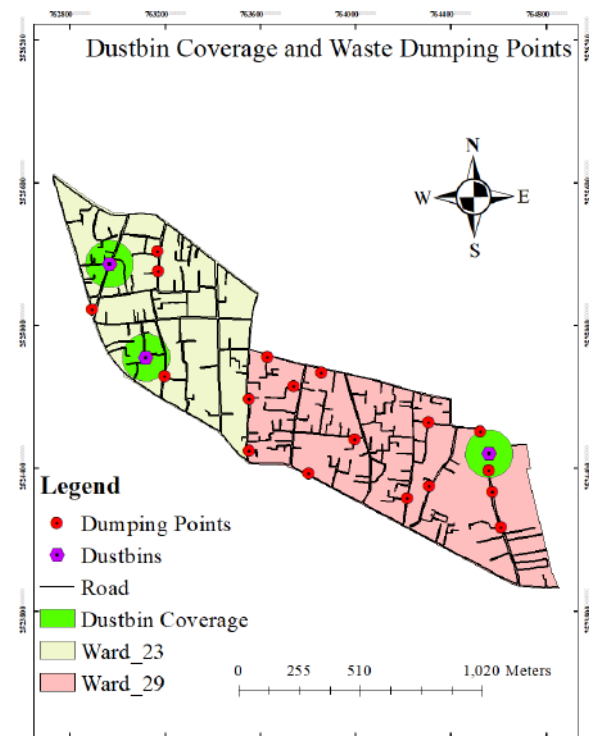 762800 763200 763600 764000 764400 764800
Dustbin Coverage and Waste Dumping Points
N
W E
S
Legend
Dumping Points
Dustbins
Road
Dustbin Coverage
Ward_23
Ward_29
0 255 510 1,020 Meters